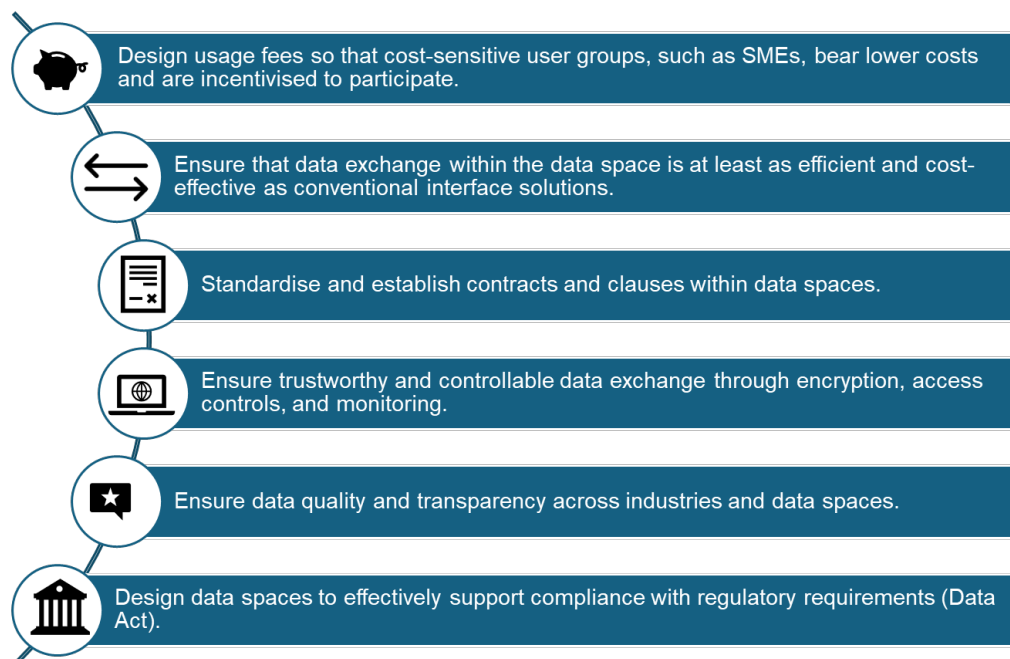 Design usage fees so that cost-sensitive user groups, such as SMEs, bear lower costs
and are incentivised to participate.
Ensure that data exchange within the data space is at least as efficient and cost-
effective as conventional interface solutions.
Standardise and establish contracts and clauses within data spaces.
Ensure trustworthy and controllable data exchange through encryption, access
controls, and monitoring.
Ensure data quality and transparency across industries and data spaces.
Design data spaces to effectively support compliance with regulatory requirements (Data
Act).